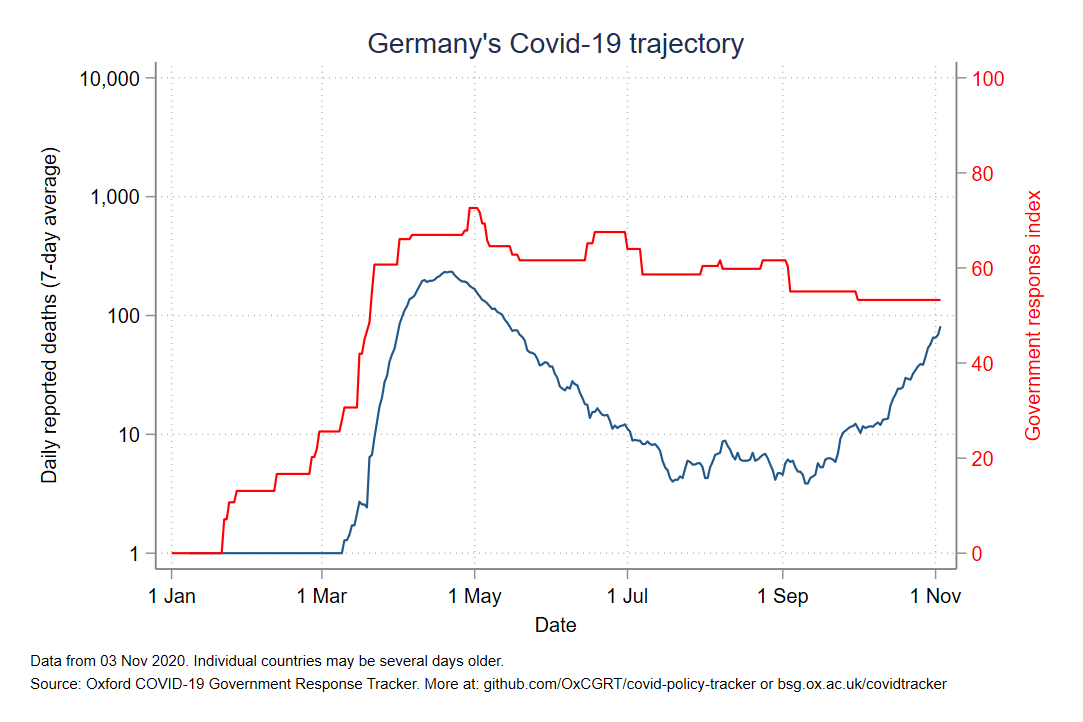 Germany's Covid-19 trajectory
10,000
1,000
100
10
1
Daily reported deaths (7-day average)
100
80
60
40
20
0
Government response index
1 Jan
1 Mar
1 May
1 Jul
1 Sep
1 Nov
Date
Data from 03 Nov 2020. Individual countries may be several days older.
Source: Oxford COVID-19 Government Response Tracker. More at: github.com/OxCGRT/covid-policy-tracker or bsg.ox.ac.uk/covidtracker